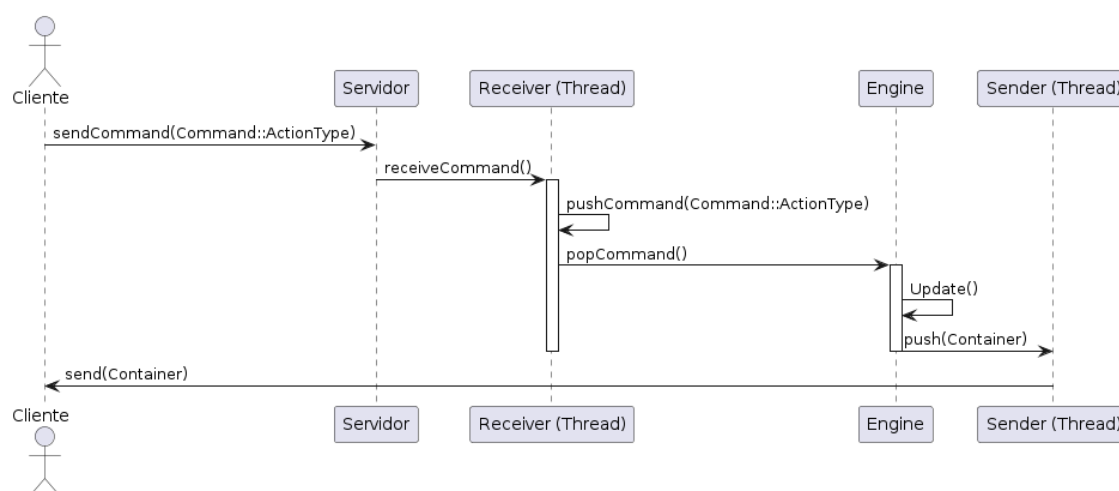 Cliente
Servidor
Receiver (Thread)
Engine
Sender (Thread)
sendCommand(Command::ActionType)
receiveCommand()
pushCommand(Command::ActionType)
popCommand()
Update()
push(Container)
send(Container)
Cliente
Servidor
Receiver (Thread)
Engine
Sender (Thread)